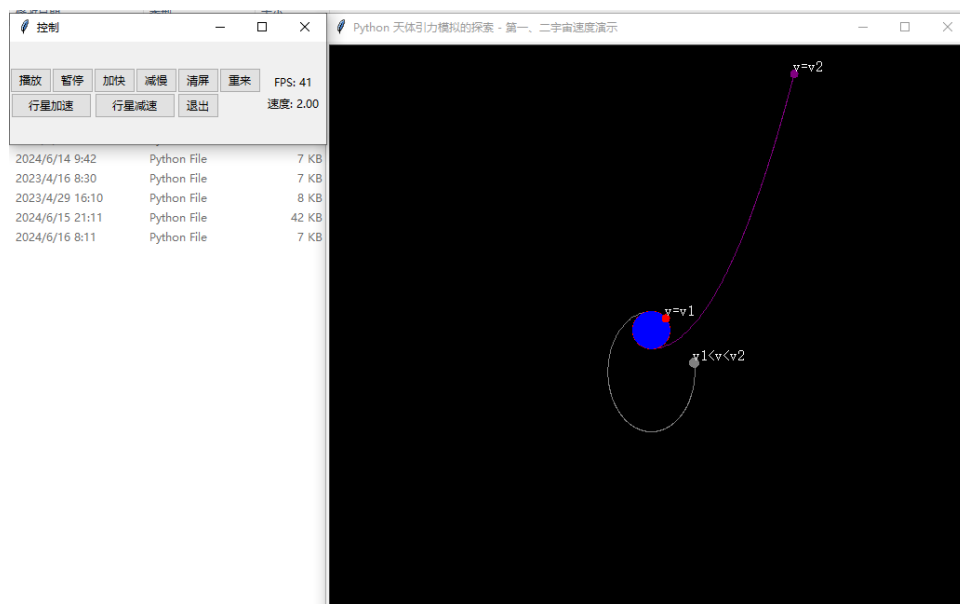 控制
播放 暂停 加快 减慢 清屏 重来
FPS: 41
行星加速 行星减速 退出
速度: 2.00
2024/6/14 9:42 Python File 7 KB
2023/4/16 8:30 Python File 7 KB
2023/4/29 16:10 Python File 8 KB
2024/6/15 21:11 Python File 42 KB
2024/6/16 8:11 Python File 7 KB
Python 天体引力模拟的探索 - 第一、二宇宙速度演示
v=v2
v=v1
v1<v<v2